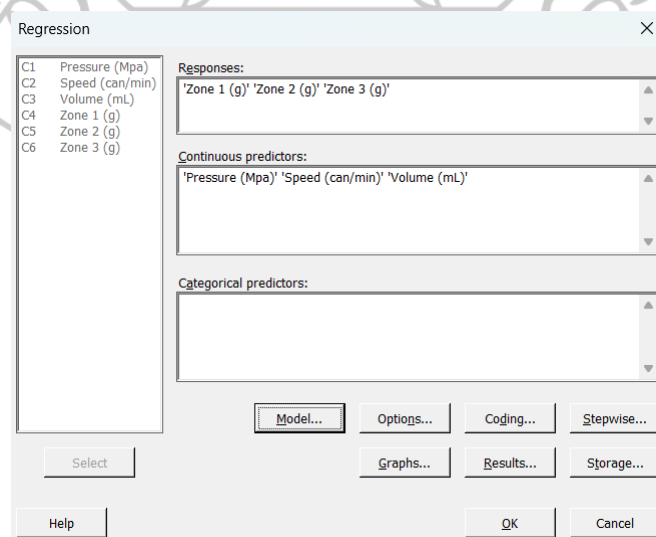 Regression
C1 Pressure (Mpa)
C2 Speed (can/min)
C3 Volume (mL)
C4 Zone 1 (g)
C5 Zone 2 (g)
C6 Zone 3 (g)
Responses:
'Zone 1 (g)' 'Zone 2 (g)' 'Zone 3 (g)'
Continuous predictors:
'Pressure (Mpa)' 'Speed (can/min)' 'Volume (mL)'
Categorical predictors:
Model... Options... Coding... Stepwise...
Select Graphs... Results... Storage...
Help OK Cancel